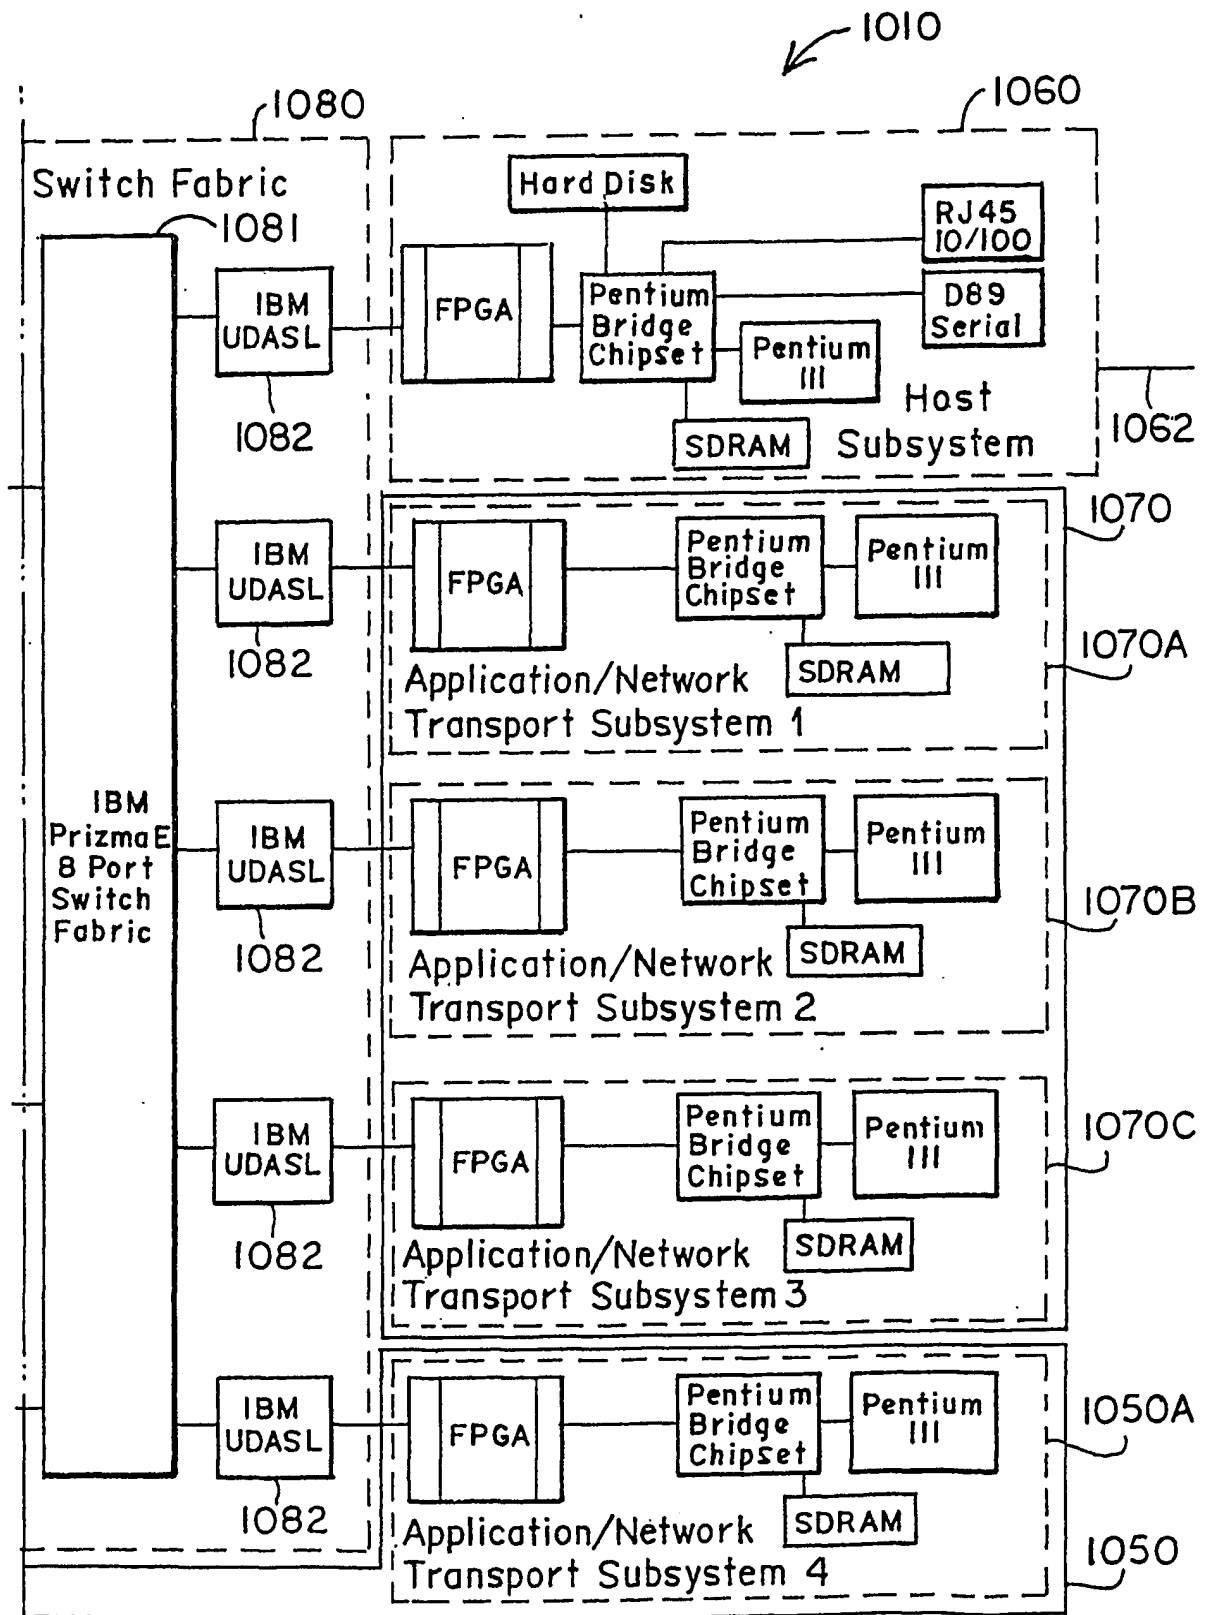 1010
1080
1060
Switch Fabric
1081
Hard Disk
RJ45
10/100
D89
Serial
IBM
UDASL
1082
FPGA
Pentium
Bridge
Chipset
Pentium
III
SDRAM
Host
Subsystem
1062
IBM
UDASL
1082
FPGA
Pentium
Bridge
Chipset
Pentium
III
SDRAM
Application/Network
Transport Subsystem 1
1070
1070A
IBM
PrizmaE
8 Port
Switch
Fabric
IBM
UDASL
1082
FPGA
Pentium
Bridge
Chipset
Pentium
III
SDRAM
Application/Network
Transport Subsystem 2
1070B
IBM
UDASL
1082
FPGA
Pentium
Bridge
Chipset
Pentium
III
SDRAM
Application/Network
Transport Subsystem 3
1070C
IBM
UDASL
1082
FPGA
Pentium
Bridge
Chipset
Pentium
III
SDRAM
Application/Network
Transport Subsystem 4
1050A
1050